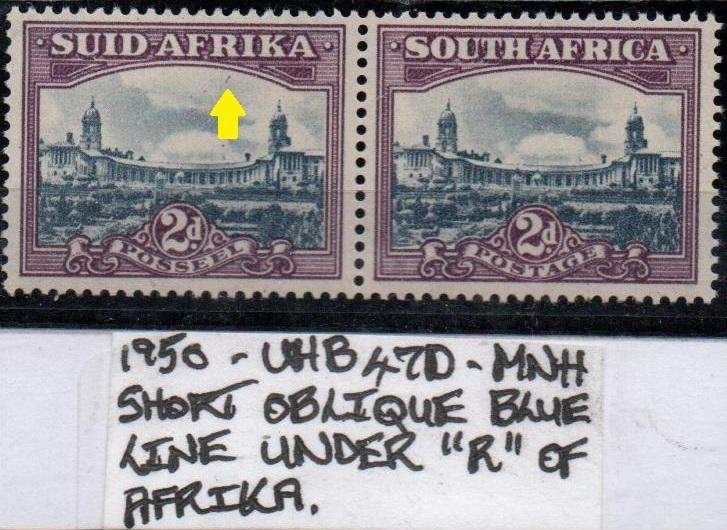 SUID AFRIKA
2d
POSSEEL
SOUTH AFRICA
2d
POSTAGE
1950 - UHB 47D - MNH
SHORT OBLIQUE BLUE
LINE UNDER "R" OF
AFRIKA.